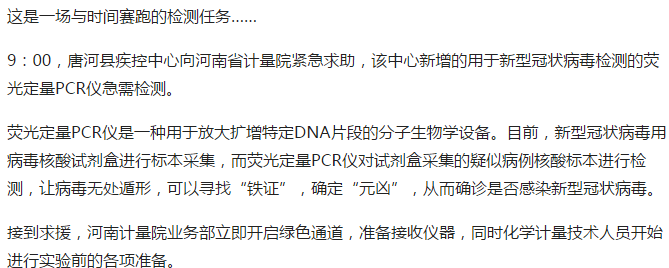 这是一场与时间赛跑的检测任务……
9：00，唐河县疾控中心向河南省计量院紧急求助，该中心新增的用于新型冠状病毒检测的荧
光定量PCR仪急需检测。
荧光定量PCR仪是一种用于放大扩增特定DNA片段的分子生物学设备。目前，新型冠状病毒用
病毒核酸试剂盒进行标本采集，而荧光定量PCR仪对试剂盒采集的疑似病例核酸标本进行检
测，让病毒无处遁形，可以寻找“铁证”，确定“元凶”，从而确诊是否感染新型冠状病毒。
接到求援，河南计量院业务部立即开启绿色通道，准备接收仪器，同时化学计量技术人员开始
进行实验前的各项准备。